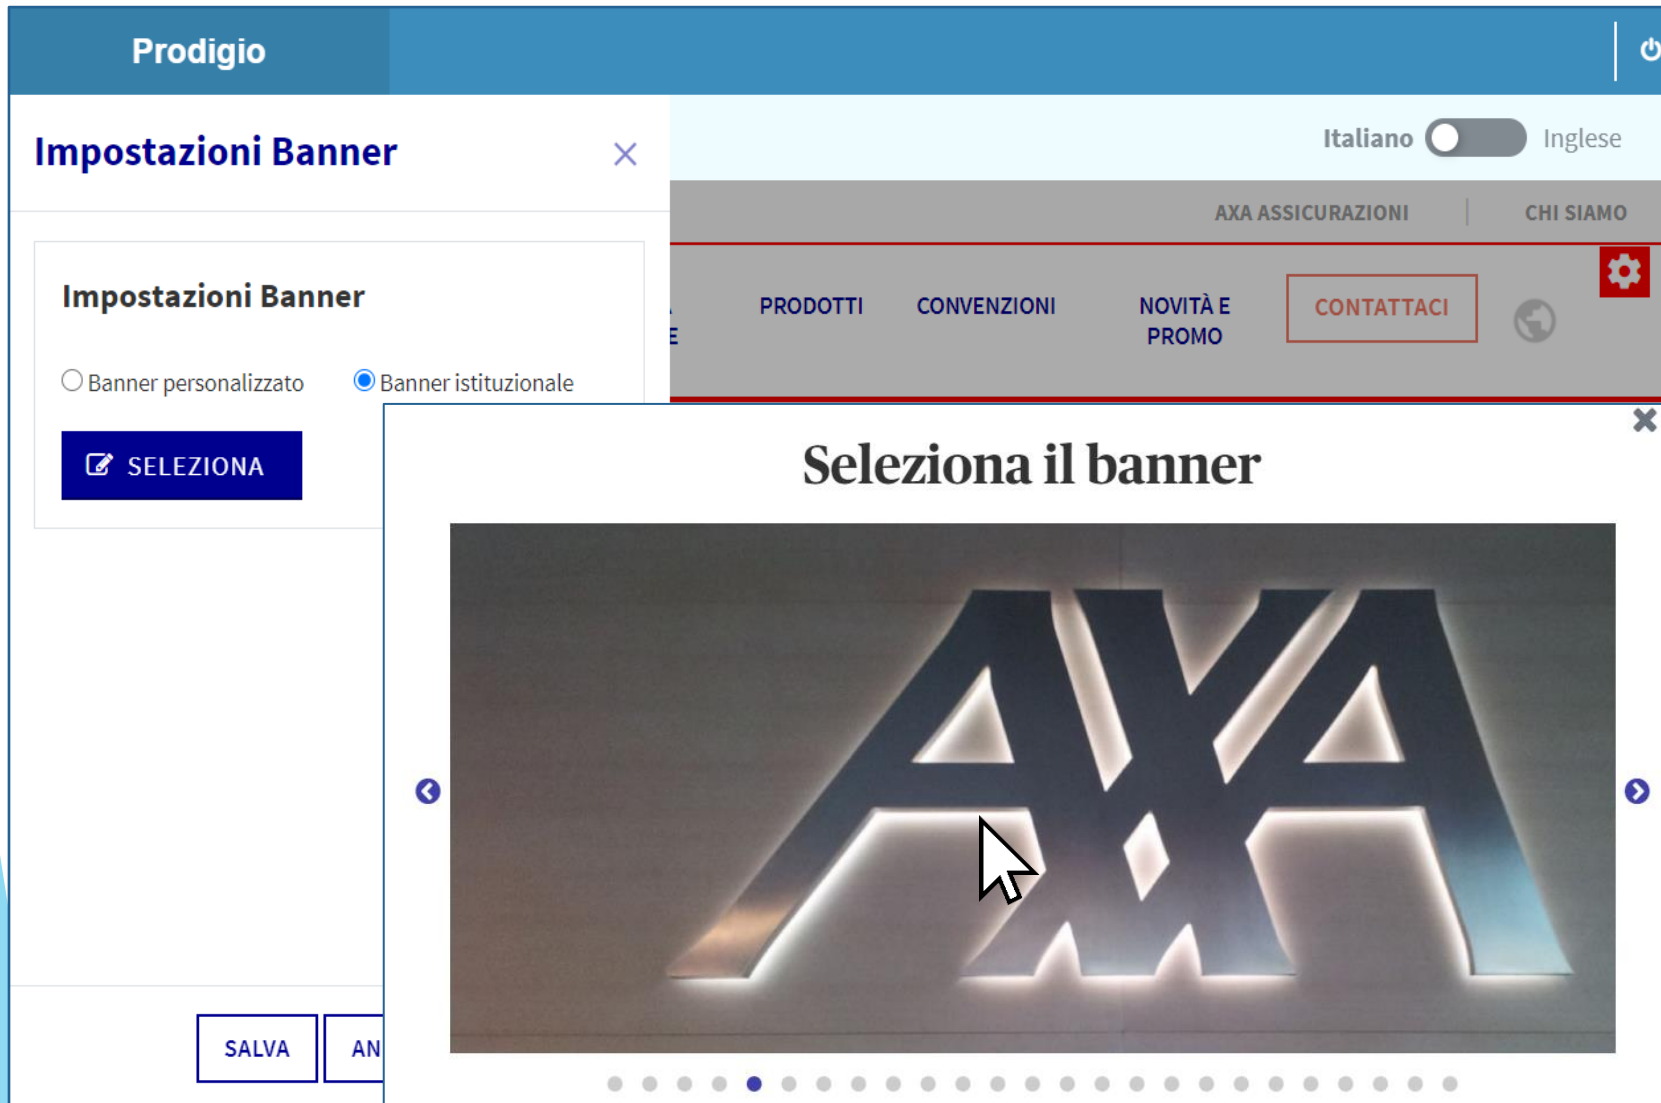 Prodigio
Impostazioni Banner
Italiano
Inglese
AXA ASSICURAZIONI
CHI SIAMO
Impostazioni Banner
PRODOTTI
CONVENZIONI
NOVITÀ E
PROMO
CONTATTACI
Banner personalizzato
Banner istituzionale
SELEZIONA
Seleziona il banner
AXA
SALVA